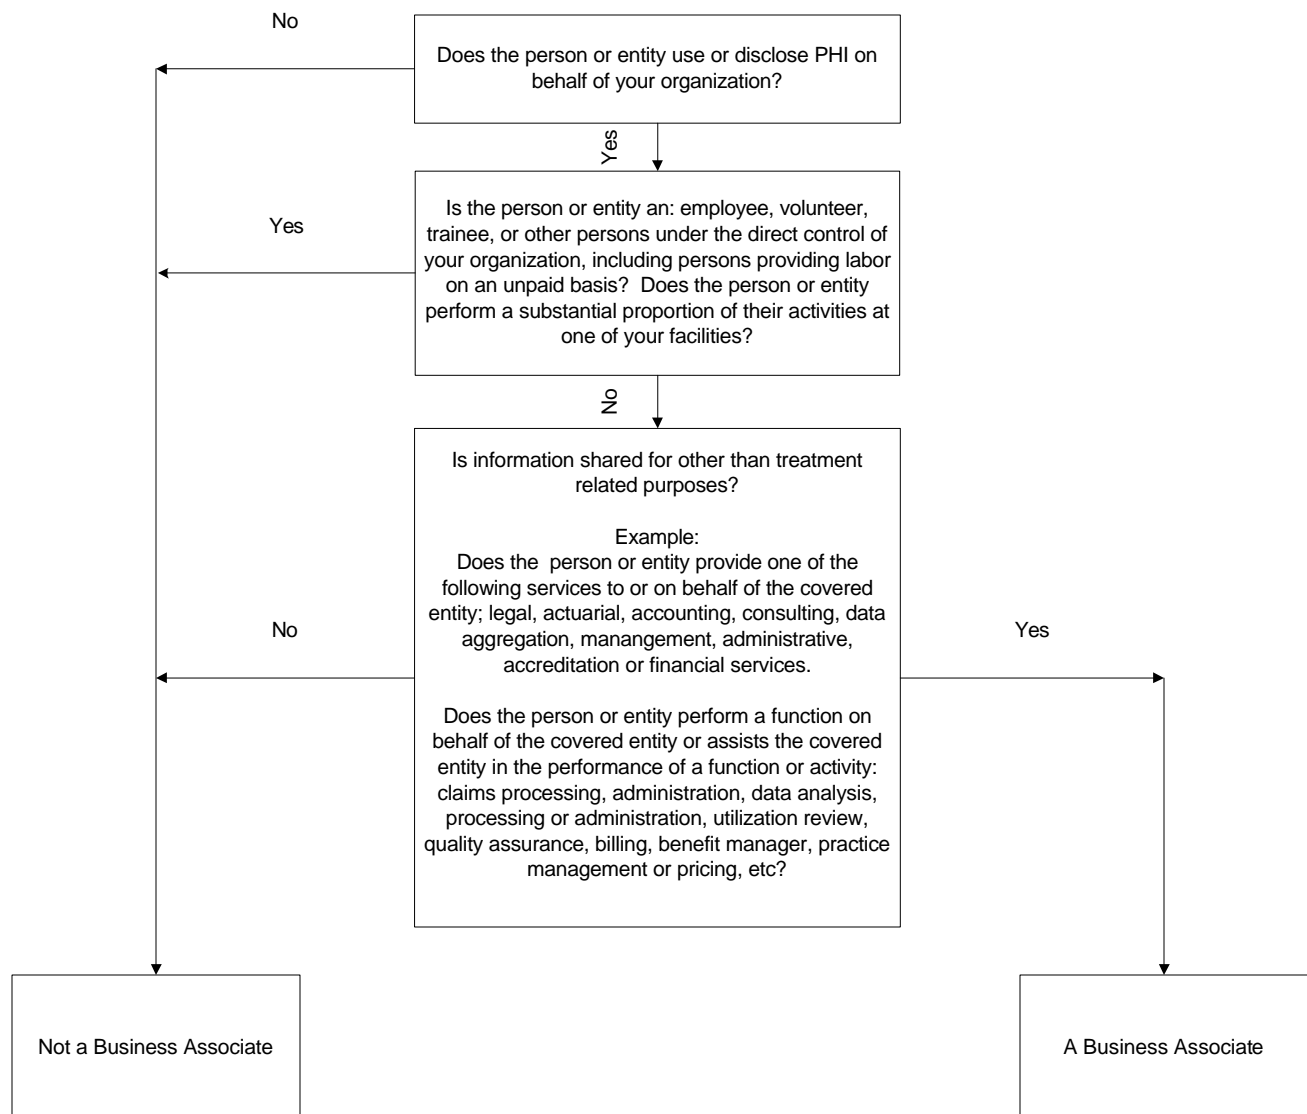 No
Does the person or entity use or disclose PHI on
behalf of your organization?
Yes
Yes
Is the person or entity an: employee, volunteer,
trainee, or other persons under the direct control of
your organization, including persons providing labor
on an unpaid basis?  Does the person or entity
perform a substantial proportion of their activities at
one of your facilities?
No
Is information shared for other than treatment
related purposes?
Example:
Does the  person or entity provide one of the
following services to or on behalf of the covered
entity; legal, actuarial, accounting, consulting, data
aggregation, manangement, administrative,
accreditation or financial services.
No
Yes
Does the person or entity perform a function on
behalf of the covered entity or assists the covered
entity in the performance of a function or activity:
claims processing, administration, data analysis,
processing or administration, utilization review,
quality assurance, billing, benefit manager, practice
management or pricing, etc?
Not a Business Associate
A Business Associate